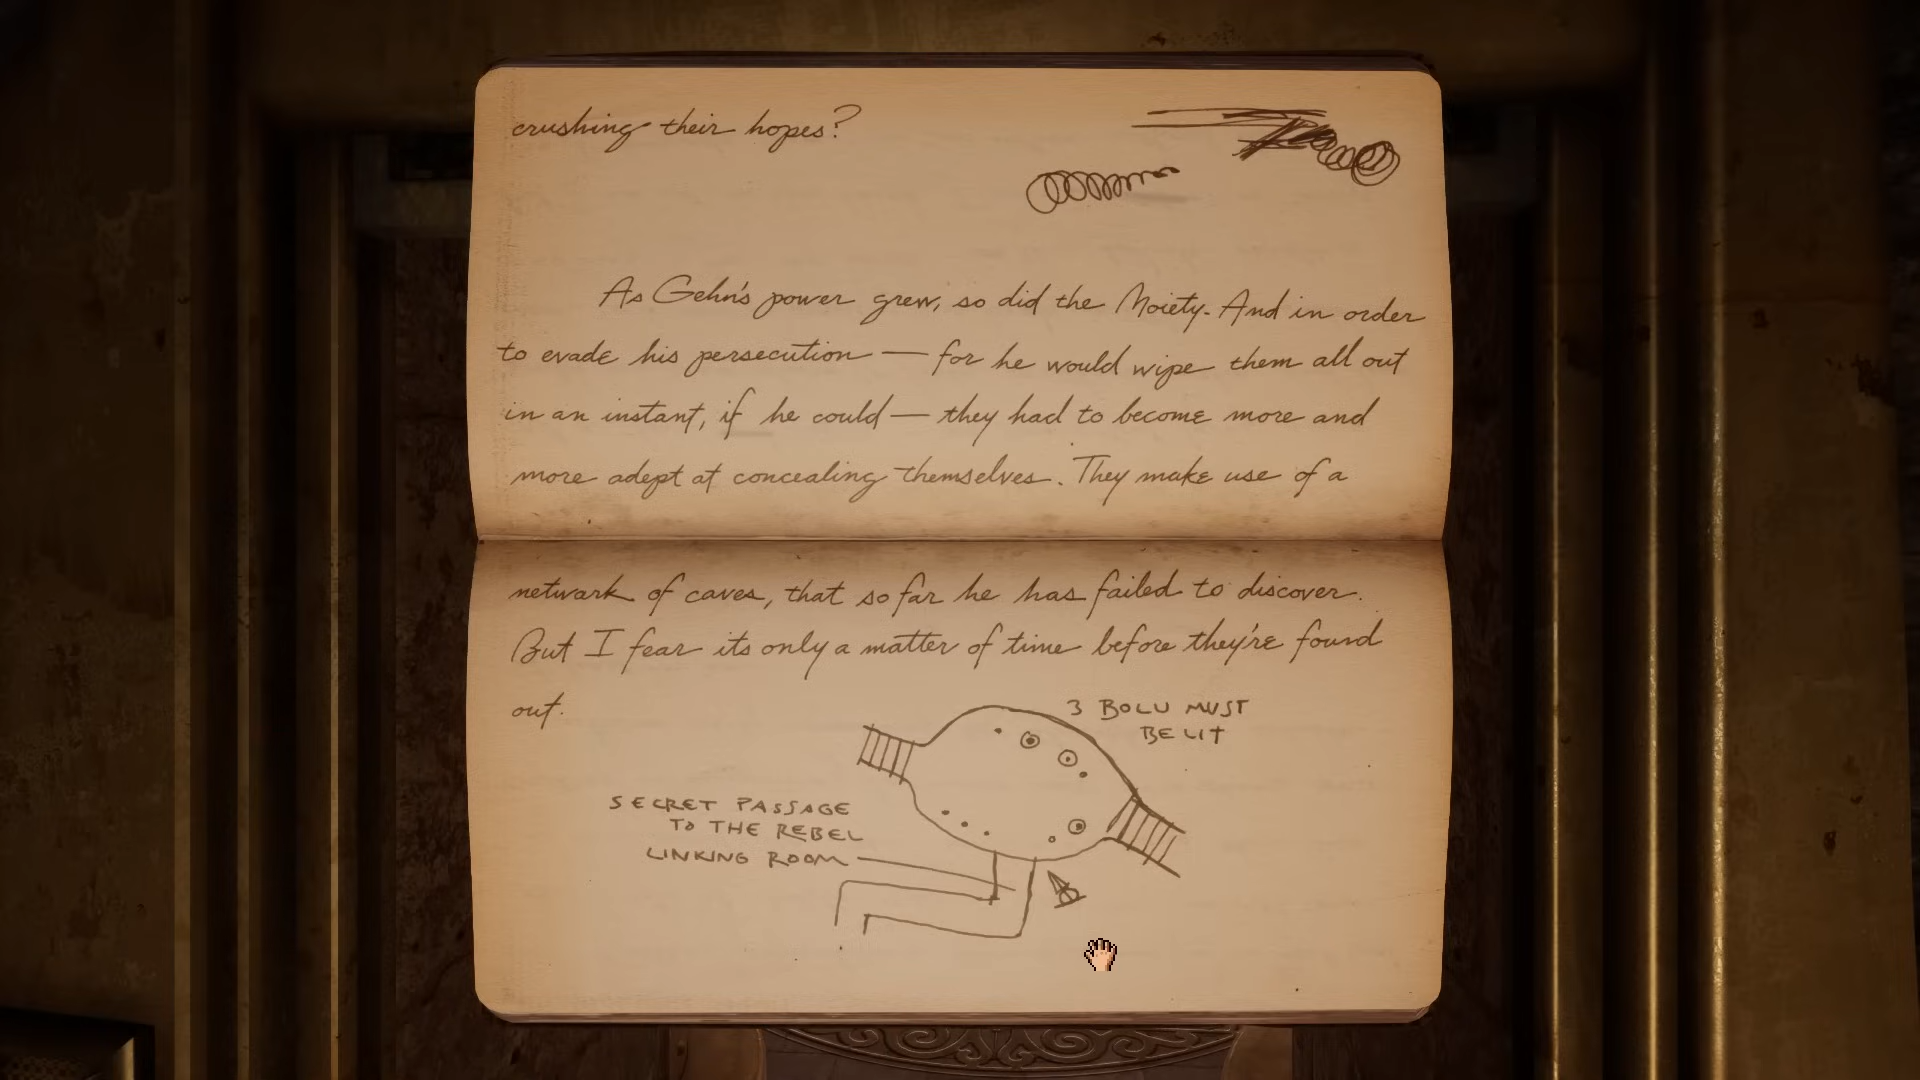 crushing their hopes?
As Gehn's power grew, so did the Moiety. And in order
to evade his persecution — for he would wipe them all out
in an instant, if he could — they had to become more and
more adept at concealing themselves. They make use of a
network of caves, that so far he has failed to discover.
But I fear its only a matter of time before they're found
out.
3 BOLU MUST
BE LIT
SECRET PASSAGE
TO THE REBEL
LINKING ROOM